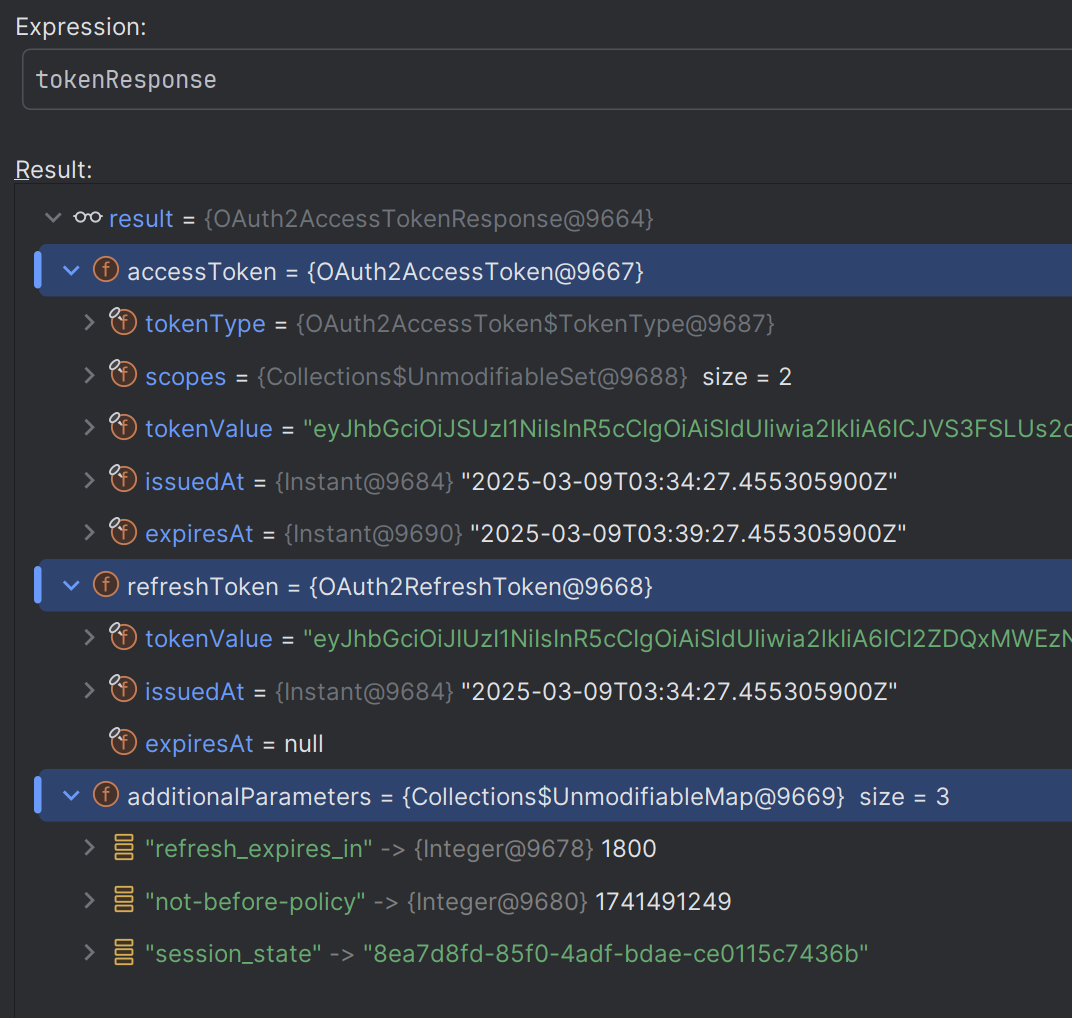 Expression:
tokenResponse
Result:
result = {OAuth2AccessTokenResponse@9664}
accessToken = {OAuth2AccessToken@9667}
tokenType = {OAuth2AccessToken$TokenType@9687}
scopes = {Collections$UnmodifiableSet@9688} size = 2
tokenValue = "eyJhbGciOiJSUzI1NiIsInR5cCIgOiAiSldUIiwia2lkIiA6ICJVS3FSLUs2c
issuedAt = {Instant@9684} "2025-03-09T03:34:27.455305900Z"
expiresAt = {Instant@9690} "2025-03-09T03:39:27.455305900Z"
refreshToken = {OAuth2RefreshToken@9668}
tokenValue = "eyJhbGciOiJIUzI1NiIsInR5cCIgOiAiSldUIiwia2lkIiA6ICI2ZDQxMWEzN
issuedAt = {Instant@9684} "2025-03-09T03:34:27.455305900Z"
expiresAt = null
additionalParameters = {Collections$UnmodifiableMap@9669} size = 3
"refresh_expires_in" -> {Integer@9678} 1800
"not-before-policy" -> {Integer@9680} 1741491249
"session_state" -> "8ea7d8fd-85f0-4adf-bdae-ce0115c7436b"